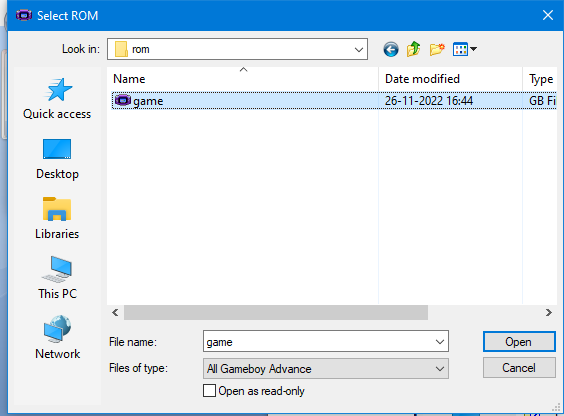 Select ROM
Look in: rom
Name Date modified Type
game 26-11-2022 16:44 GB Fi
Quick access
Desktop
Libraries
This PC
Network
File name: game Open
Files of type: All Gameboy Advance Cancel
Open as read-only